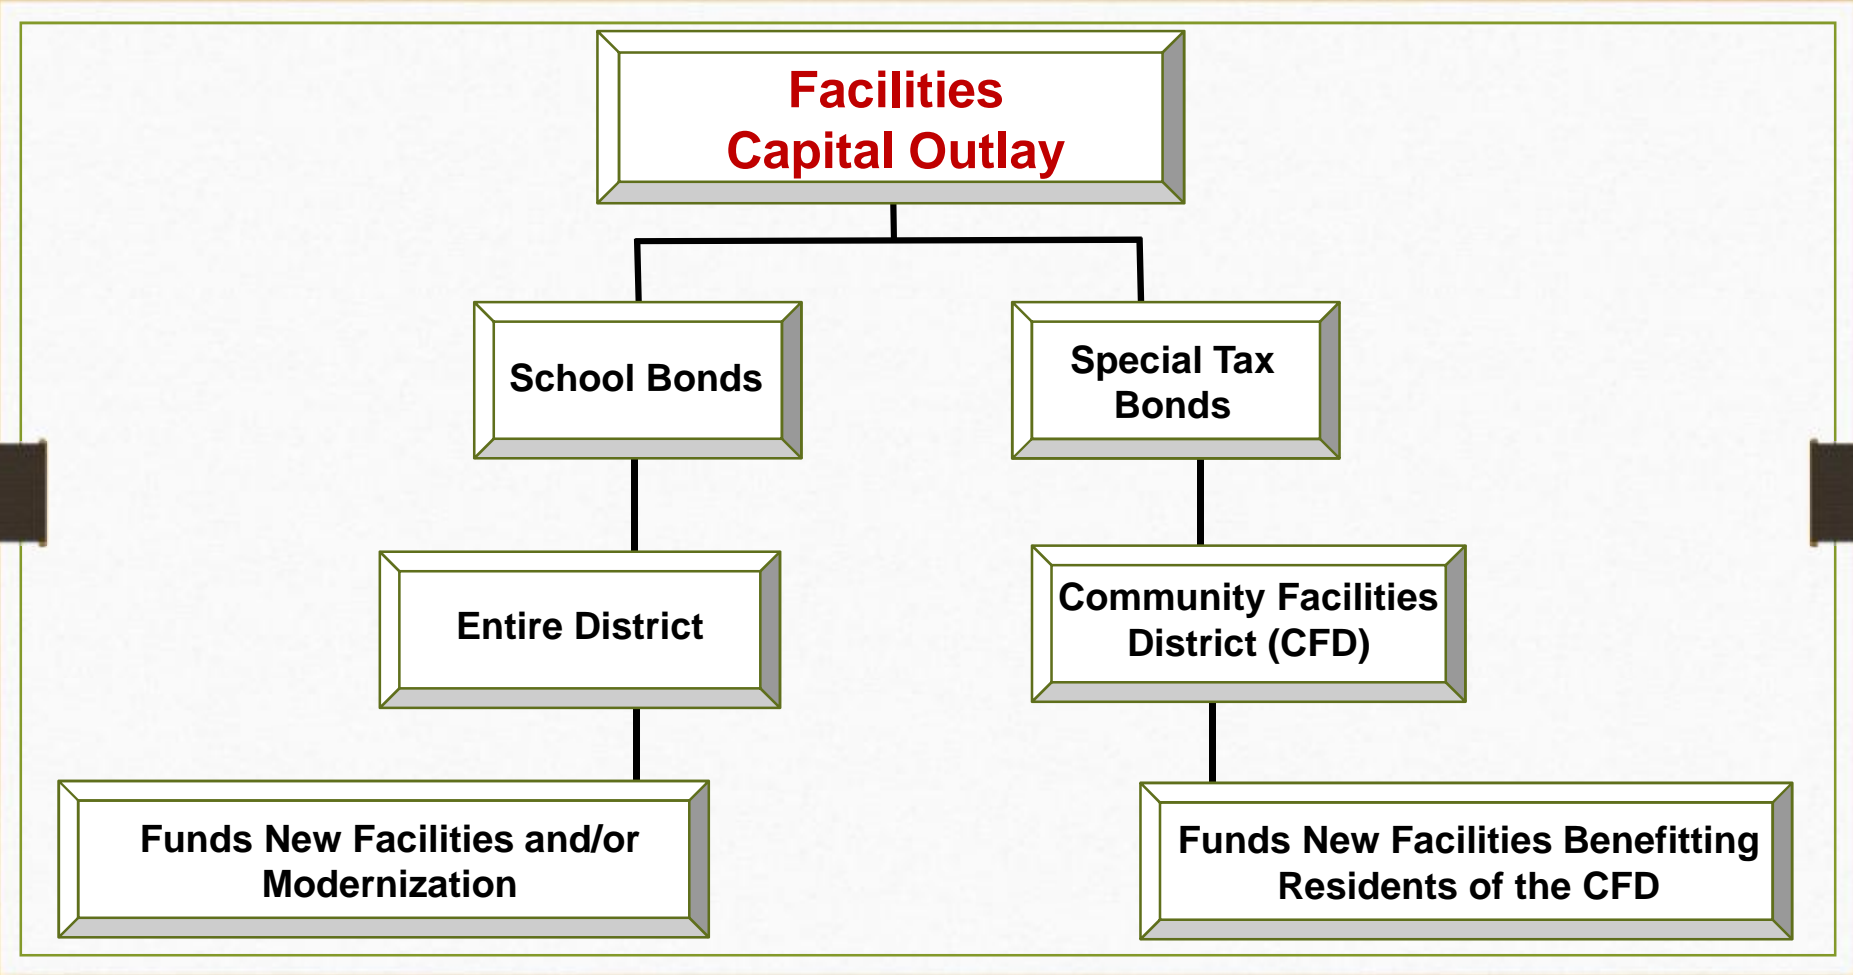 Facilities
Capital Outlay
School Bonds
Special Tax
Bonds
Entire District
Community Facilities
District (CFD)
Funds New Facilities and/or
Modernization
Funds New Facilities Benefitting
Residents of the CFD